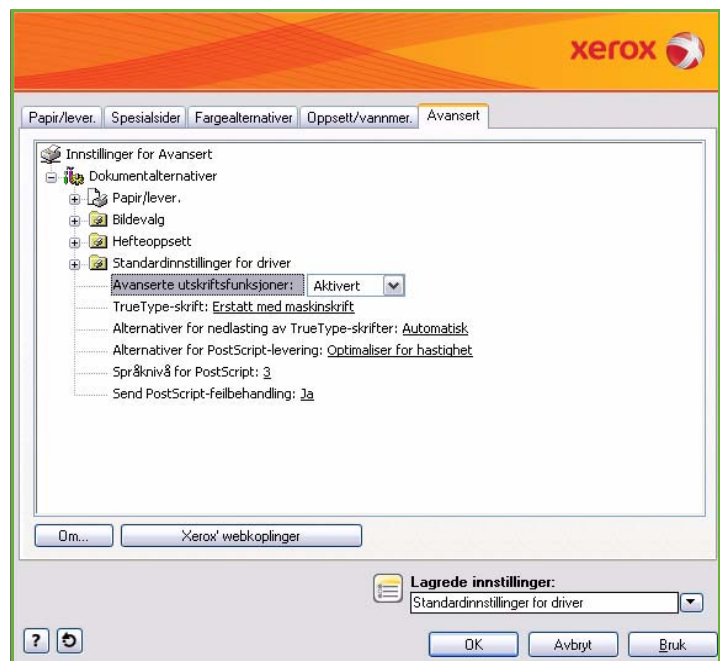 xerox
Papir/lever. Spesialsider Fargealternativer Oppsett/vannmer. Avansert
Innstillinger for Avansert
Dokumentalternativer
Papir/lever.
Bildevalg
Hefteoppsett
Standardinnstillinger for driver
Avanserte utskriftsfunksjoner: Aktivert
TrueType-skrift: Erstatt med maskinskrift
Alternativer for nedlasting av TrueType-skrifter: Automatisk
Alternativer for PostScript-levering: Optimaliser for hastighet
Språknivå for PostScript: 3
Send PostScript-feilbehandling: Ja
Om... Xerox' webkoplinger
Lagrede innstillinger:
Standardinnstillinger for driver
? OK Avbryt Bruk